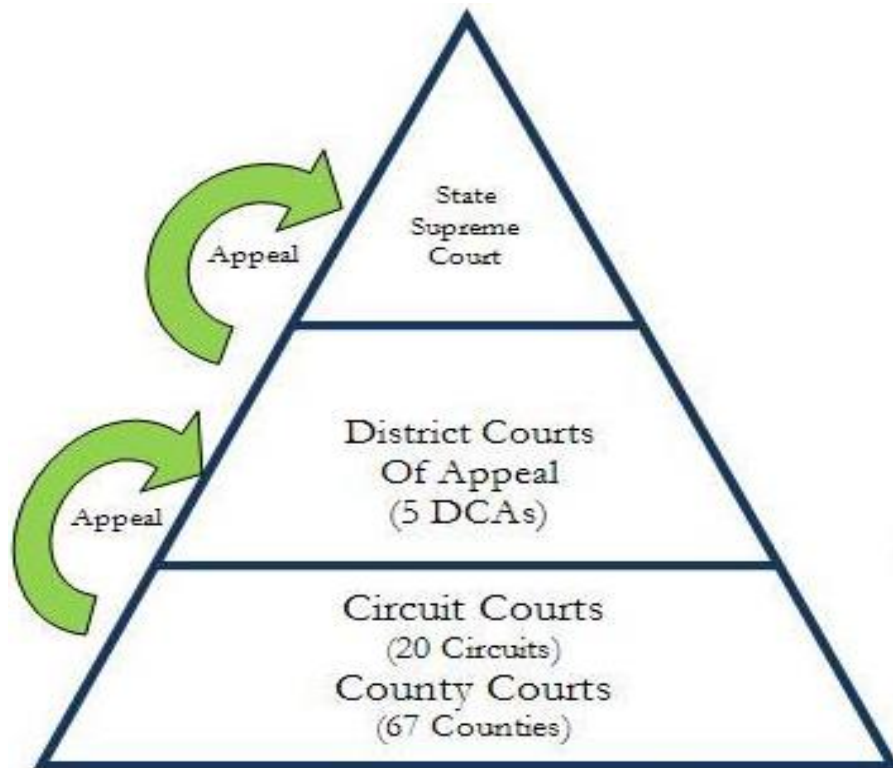 State
Supreme
Court
Appeal
District Courts
Of Appeal
(5 DCAs)
Appeal
Circuit Courts
(20 Circuits)
County Courts
(67 Counties)